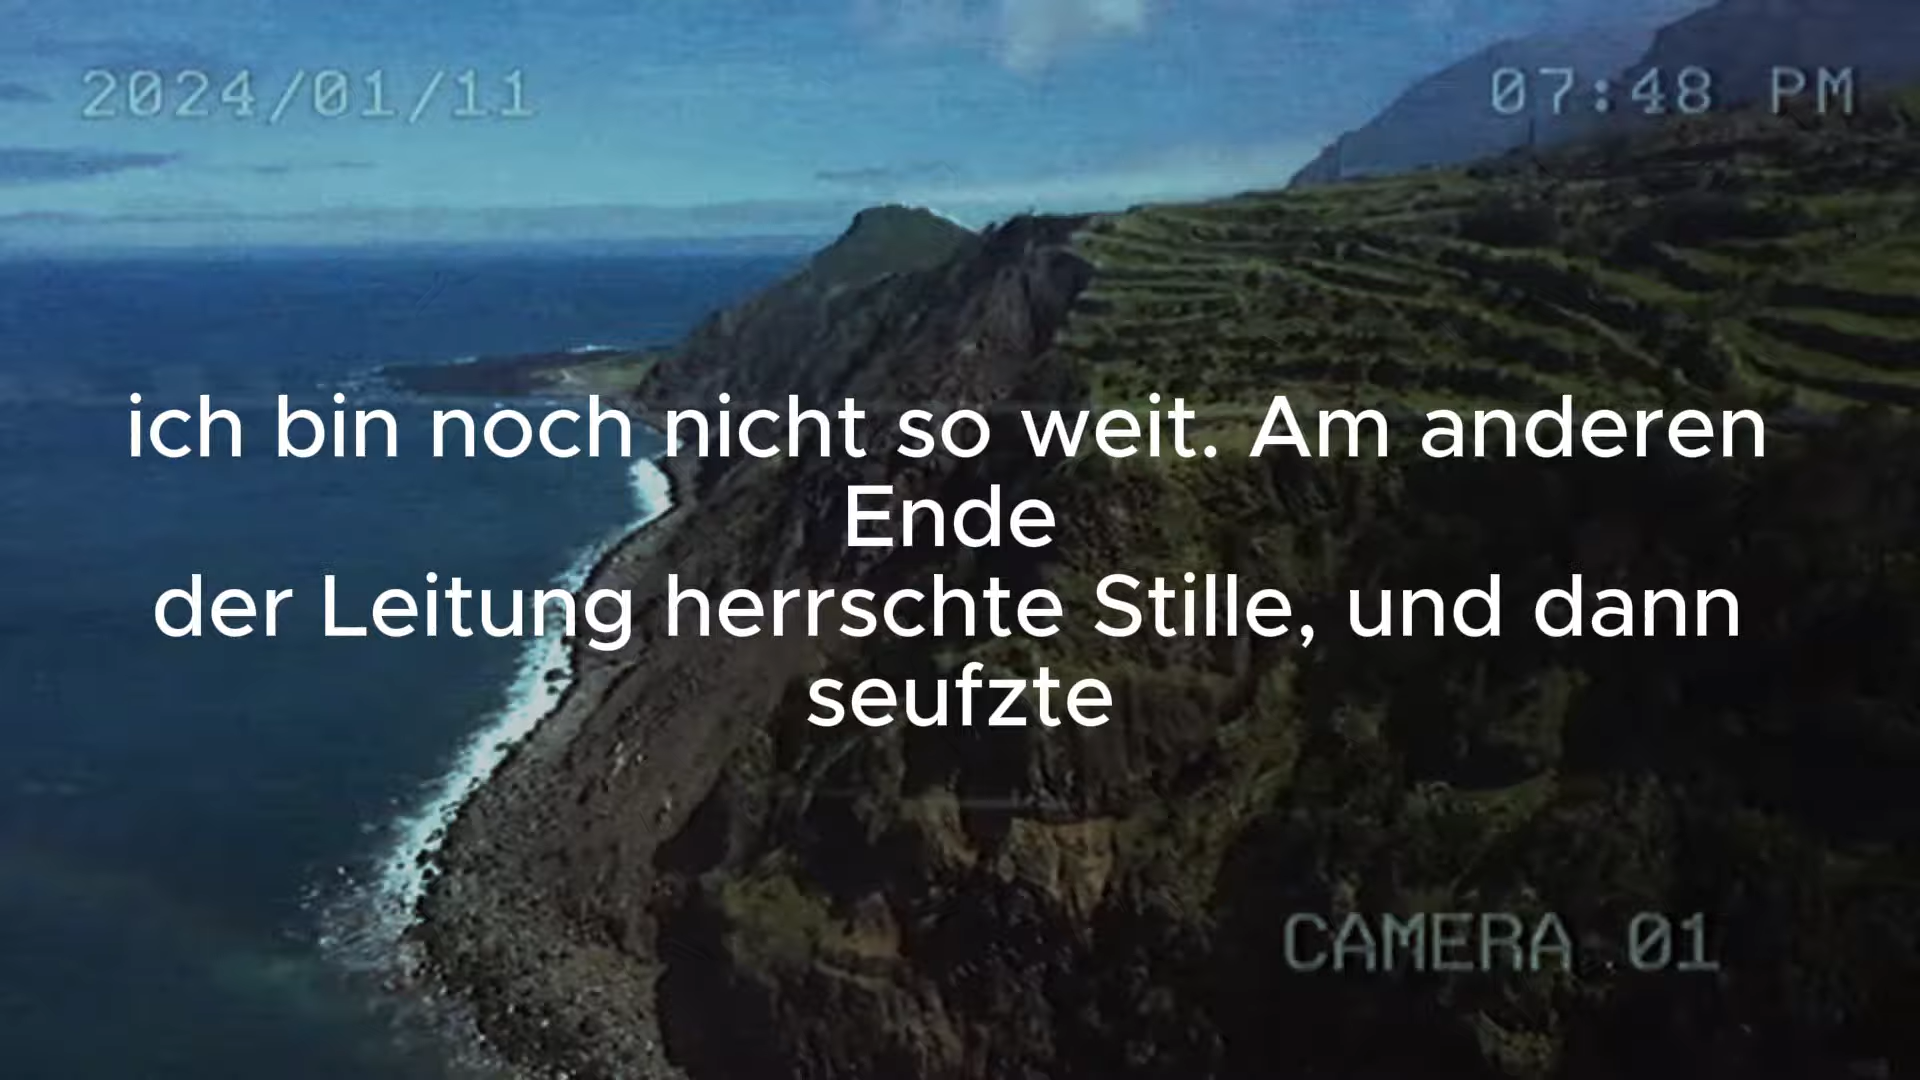 2024/01/11
07:48 PM
ich bin noch nicht so weit. Am anderen
Ende
der Leitung herrschte Stille, und dann
seufzte
CAMERA 01